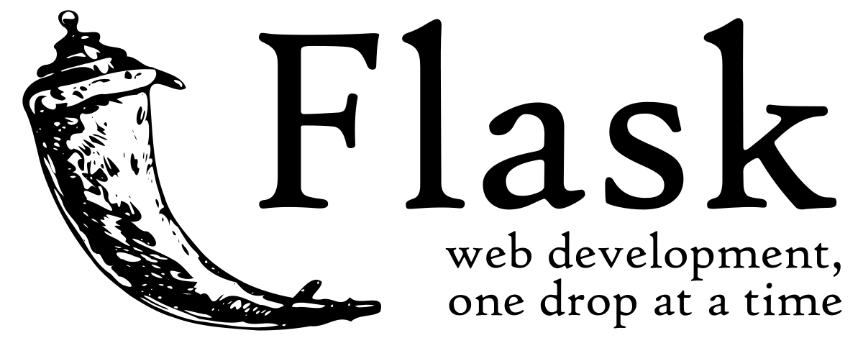 Flask
web development,
one drop at a time